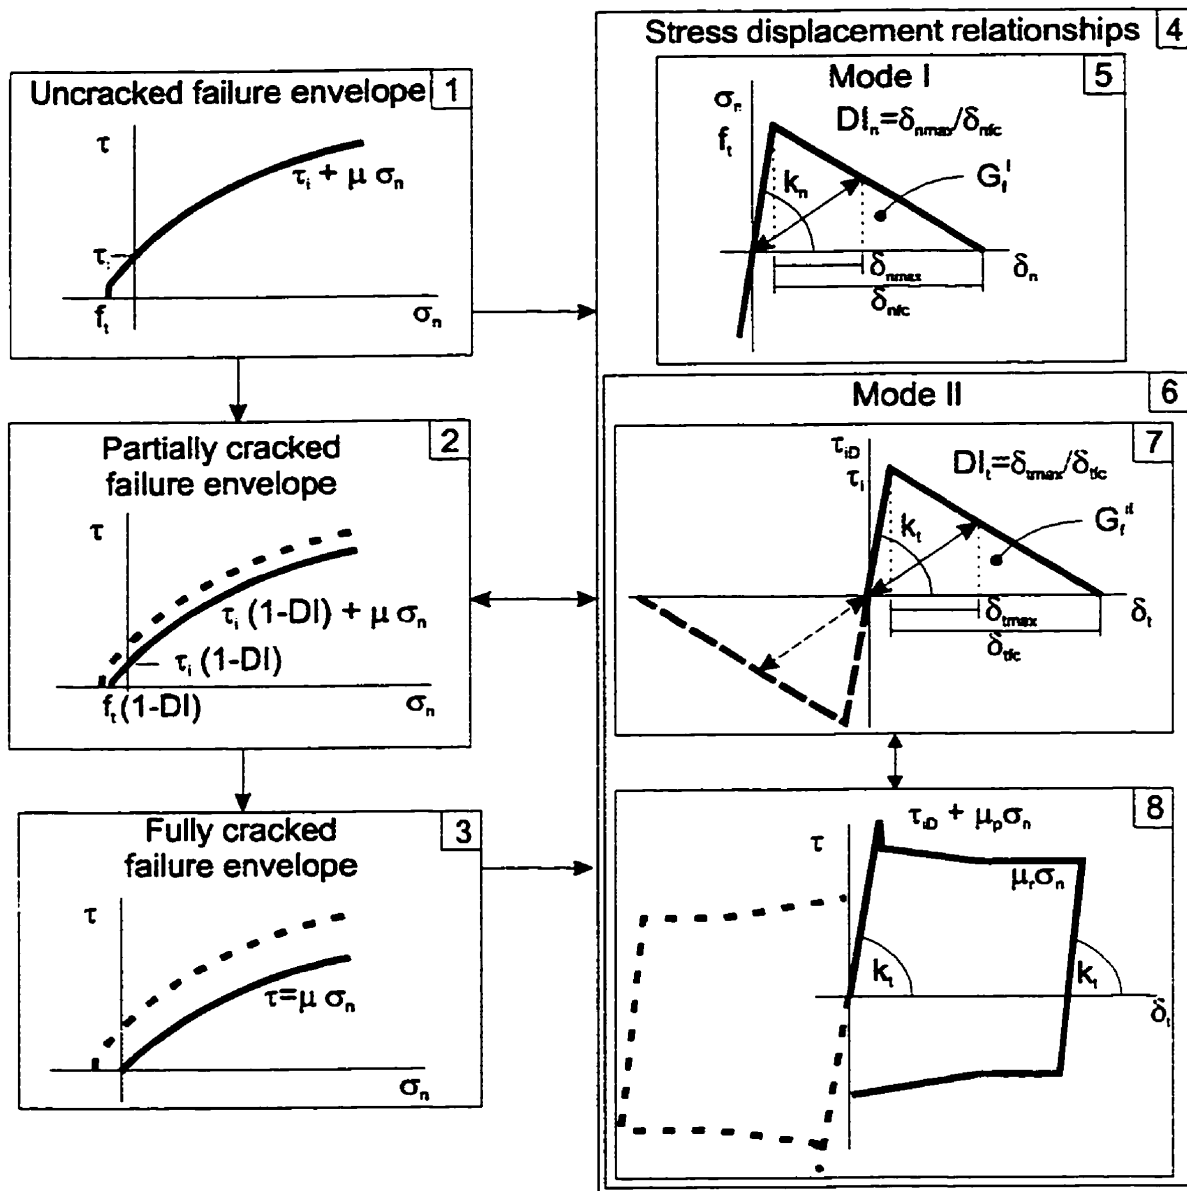 Uncracked failure envelope 1
τ
τᵢ + μ σₙ
τᵢ
fₜ
σₙ
Partially cracked 2
failure envelope
τ
τᵢ (1-DI) + μ σₙ
τᵢ (1-DI)
fₜ (1-DI)
σₙ
Fully cracked 3
failure envelope
τ
τ=μ σₙ
σₙ
Stress displacement relationships 4
Mode I 5
σₙ
DIₙ=δnmax/δnfc
fₜ
kₙ
G_f^I
δnmax
δₙ
δnfc
Mode II 6
7
τiD
τᵢ
DIₜ=δtmax/δtfc
kₜ
G_f^II
δtmax
δₜ
δtfc
8
τiD + μₚσₙ
τ
μᵣσₙ
kₜ
kₜ
δₜ